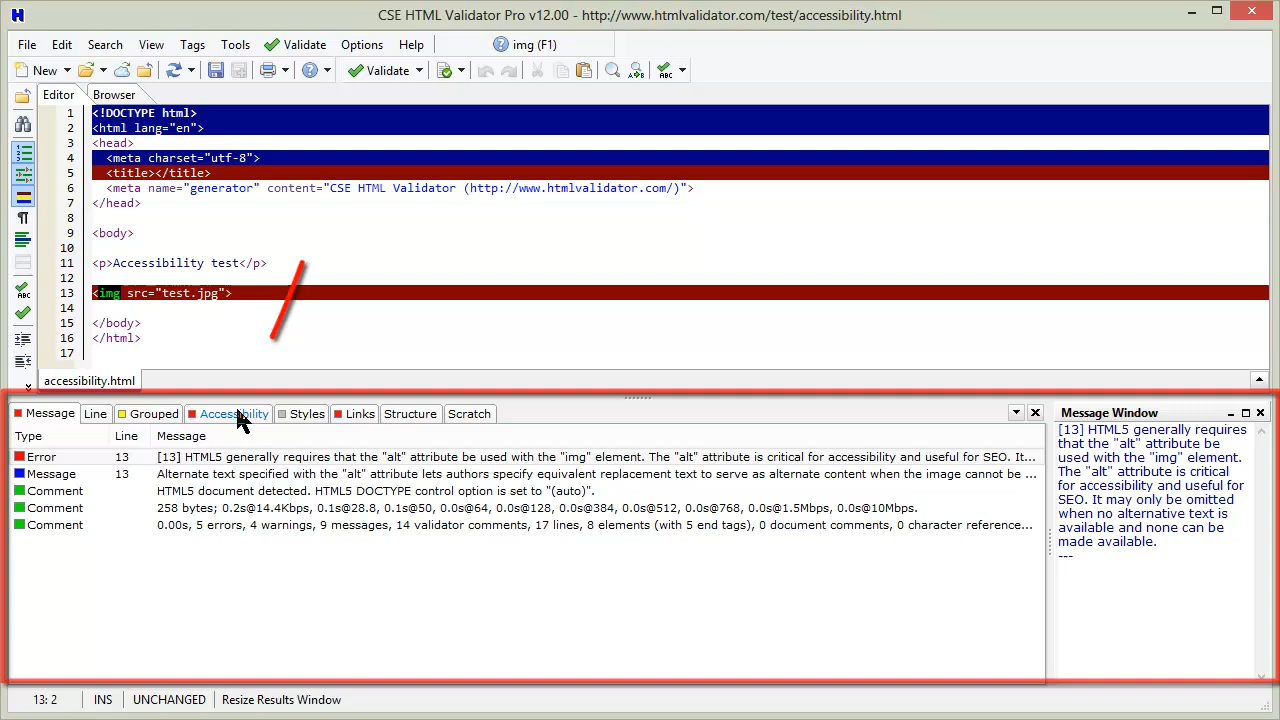 CSE HTML Validator Pro v12.00 - http://www.htmlvalidator.com/test/accessibility.html
File Edit Search View Tags Tools Validate Options Help img (F1)
New Validate
Editor Browser
1 <!DOCTYPE html>
2 <html lang="en">
3 <head>
4 <meta charset="utf-8">
5 <title></title>
6 <meta name="generator" content="CSE HTML Validator (http://www.htmlvalidator.com/)">
7 </head>
8
9 <body>
10
11 <p>Accessibility test</p>
12
13 <img src="test.jpg">
14
15 </body>
16 </html>
17
accessibility.html
Message Line Grouped Accessibility Styles Links Structure Scratch
Type Line Message
Error 13 [13] HTML5 generally requires that the "alt" attribute be used with the "img" element. The "alt" attribute is critical for accessibility and useful for SEO. It...
Message 13 Alternate text specified with the "alt" attribute lets authors specify equivalent replacement text to serve as alternate content when the image cannot be ...
Comment HTML5 document detected. HTML5 DOCTYPE control option is set to "(auto)".
Comment 258 bytes; 0.2s@14.4Kbps, 0.1s@28.8, 0.1s@50, 0.0s@64, 0.0s@128, 0.0s@384, 0.0s@512, 0.0s@768, 0.0s@1.5Mbps, 0.0s@10Mbps.
Comment 0.00s, 5 errors, 4 warnings, 9 messages, 14 validator comments, 17 lines, 8 elements (with 5 end tags), 0 document comments, 0 character reference...
Message Window
[13] HTML5 generally requires
that the "alt" attribute be
used with the "img" element.
The "alt" attribute is critical
for accessibility and useful for
SEO. It may only be omitted
when no alternative text is
available and none can be
made available.
---
13: 2 INS UNCHANGED Resize Results Window